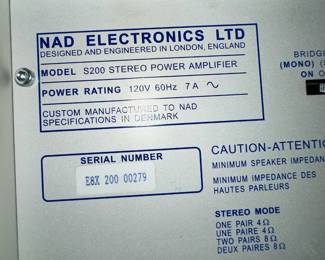 NAD ELECTRONICS LTD
DESIGNED AND ENGINEERED IN LONDON, ENGLAND
MODEL S200 STEREO POWER AMPLIFIER
POWER RATING 120V 60Hz 7A ~
CUSTOM MANUFACTURED TO NAD
SPECIFICATIONS IN DENMARK
SERIAL NUMBER
E8X 200 00279
BRIDG
(MONO) (S
ON O
CAUTION-ATTENTIO
MINIMUM SPEAKER IMPEDAN
MINIMUM IMPEDANCE DES
HAUTES PARLEURS
STEREO MODE
ONE PAIR 4Ω
UNE PAIRE 4Ω
TWO PAIRS 8Ω
DEUX PAIRES 8Ω